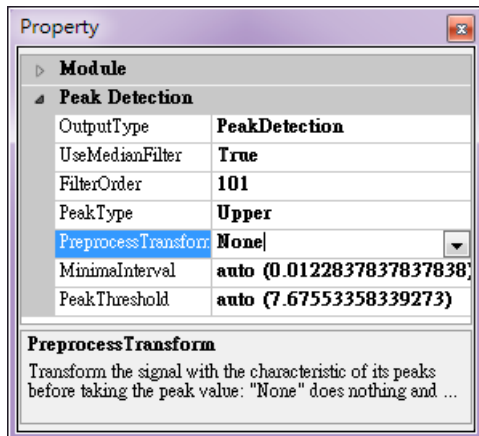 Property
Module
Peak Detection
OutputType PeakDetection
UseMedianFilter True
FilterOrder 101
PeakType Upper
PreprocessTransform None
MinimaInterval auto (0.0122837837837838)
PeakThreshold auto (7.67553358339273)
PreprocessTransform
Transform the signal with the characteristic of its peaks
before taking the peak value: "None" does nothing and ...